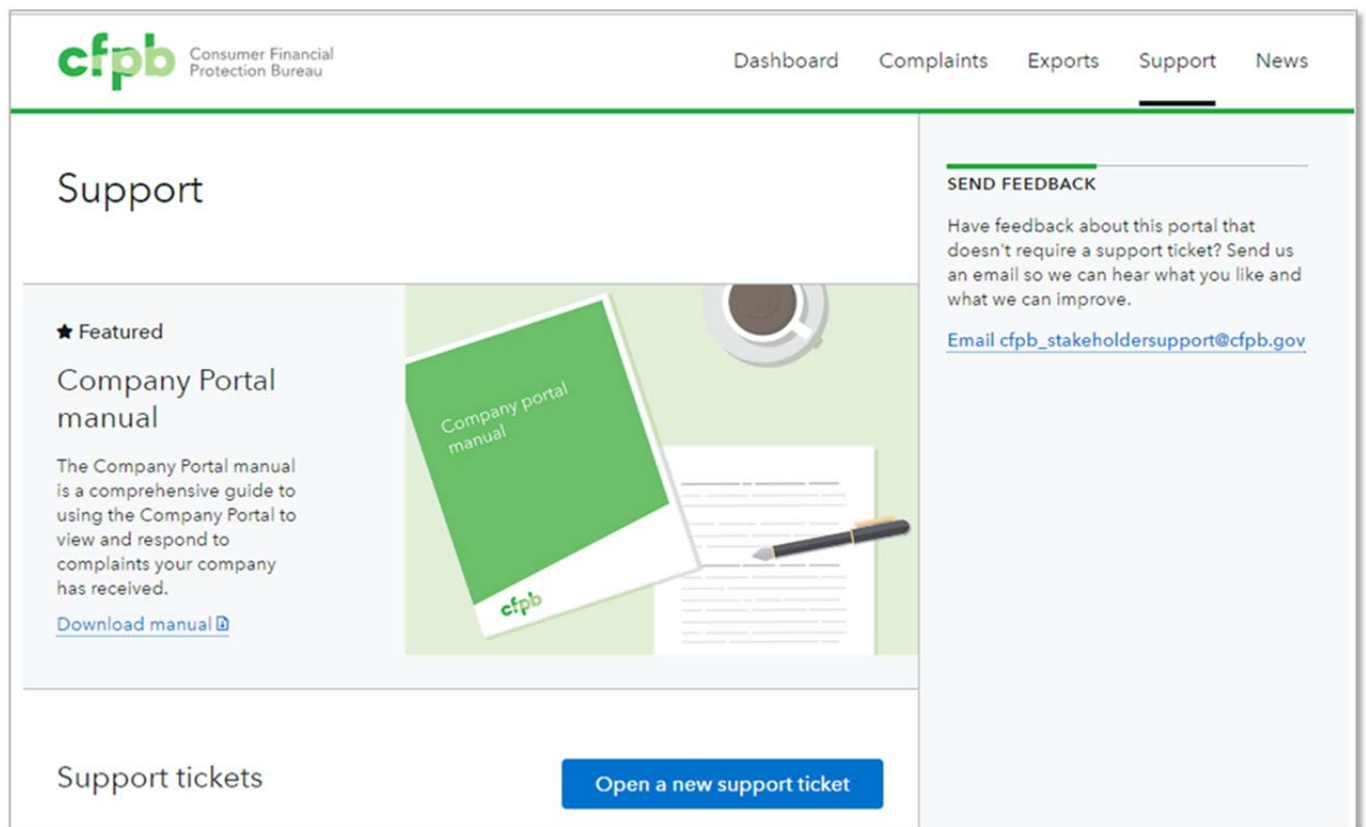 cfpb Consumer Financial
Protection Bureau
Dashboard Complaints Exports Support News
Support
★ Featured
Company Portal
manual
The Company Portal manual
is a comprehensive guide to
using the Company Portal to
view and respond to
complaints your company
has received.
Download manual
Company portal
manual
cfpb
Support tickets
Open a new support ticket
SEND FEEDBACK
Have feedback about this portal that
doesn't require a support ticket? Send us
an email so we can hear what you like and
what we can improve.
Email cfpb_stakeholdersupport@cfpb.gov